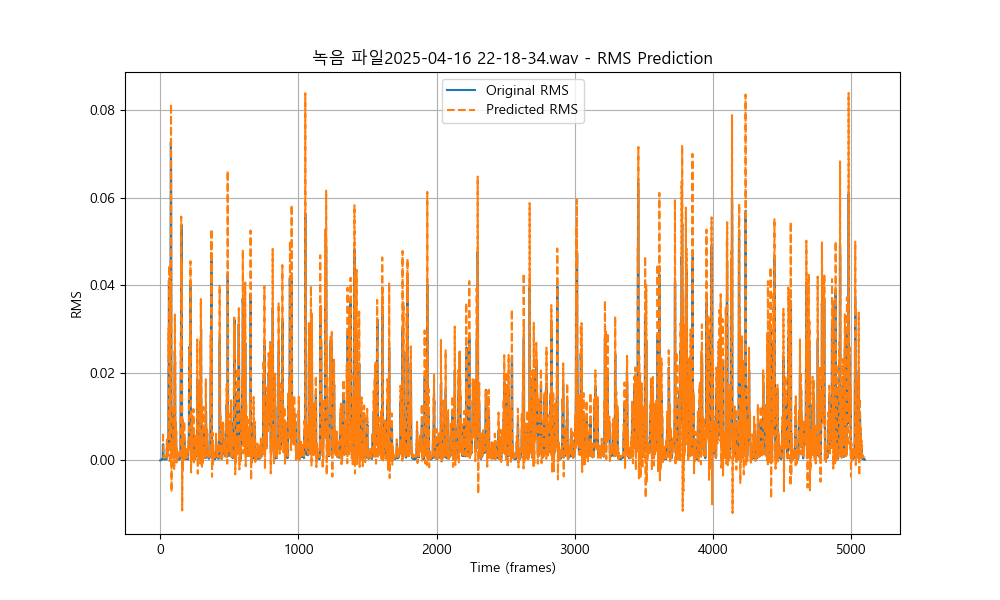 녹음 파일2025-04-16 22-18-34.wav - RMS Prediction
Original RMS
Predicted RMS
RMS
0.08
0.06
0.04
0.02
0.00
0 1000 2000 3000 4000 5000
Time (frames)